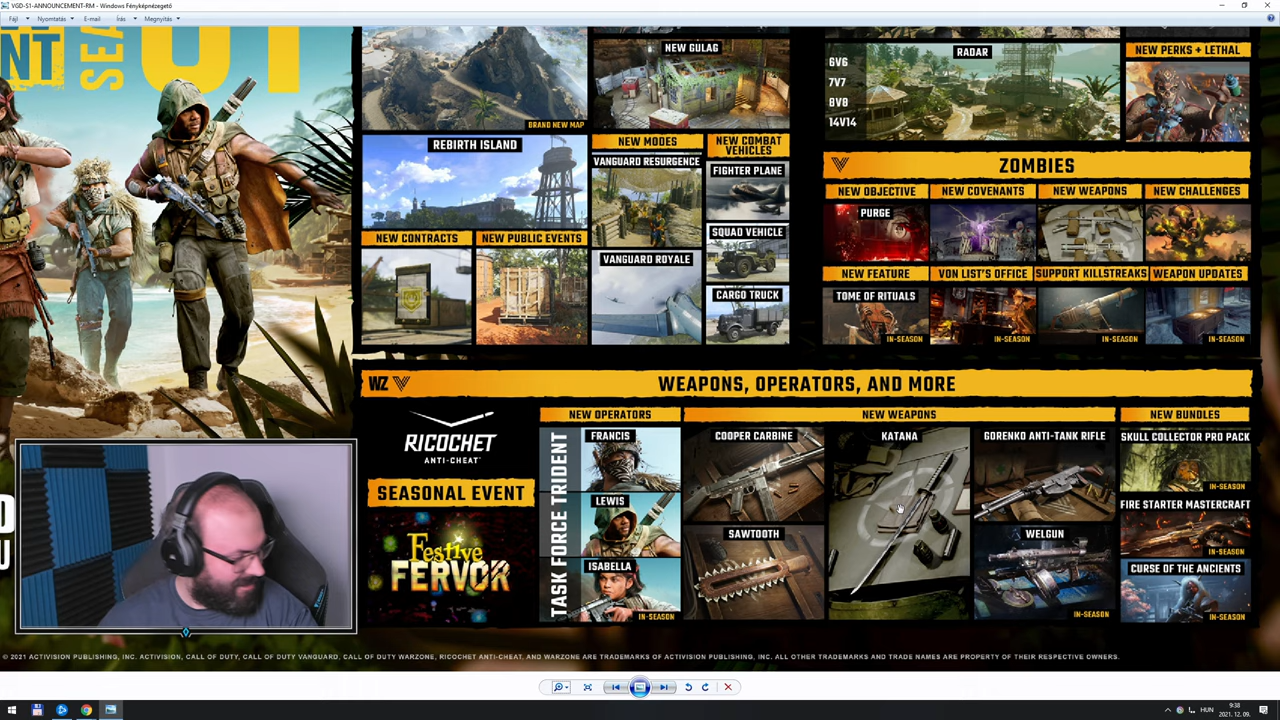 VGD-S1-ANNOUNCEMENT-RM - Windows Fényképnézegető
Fájl
Nyomtatás
E-mail
Írás
Megnyitás
NEW GULAG
BRAND NEW MAP
REBIRTH ISLAND
NEW CONTRACTS
NEW PUBLIC EVENTS
NEW MODES
VANGUARD RESURGENCE
VANGUARD ROYALE
NEW COMBAT
VEHICLES
FIGHTER PLANE
SQUAD VEHICLE
CARGO TRUCK
RADAR
6V6
7V7
8V8
14V14
NEW PERKS + LETHAL
ZOMBIES
NEW OBJECTIVE
NEW COVENANTS
NEW WEAPONS
NEW CHALLENGES
PURGE
NEW FEATURE
VON LIST'S OFFICE
SUPPORT KILLSTREAKS
WEAPON UPDATES
TOME OF RITUALS
IN-SEASON
IN-SEASON
IN-SEASON
IN-SEASON
WZ
WEAPONS, OPERATORS, AND MORE
RICOCHET
ANTI-CHEAT
SEASONAL EVENT
Festive
FERVOR
NEW OPERATORS
TASK FORCE TRIDENT
FRANCIS
LEWIS
ISABELLA
IN-SEASON
NEW WEAPONS
COOPER CARBINE
SAWTOOTH
KATANA
GORENKO ANTI-TANK RIFLE
WELGUN
IN-SEASON
NEW BUNDLES
SKULL COLLECTOR PRO PACK
IN-SEASON
FIRE STARTER MASTERCRAFT
IN-SEASON
CURSE OF THE ANCIENTS
IN-SEASON
© 2021 ACTIVISION PUBLISHING, INC. ACTIVISION, CALL OF DUTY, CALL OF DUTY VANGUARD, CALL OF DUTY WARZONE, RICOCHET ANTI-CHEAT, AND WARZONE ARE TRADEMARKS OF ACTIVISION PUBLISHING, INC. ALL OTHER TRADEMARKS AND TRADE NAMES ARE PROPERTY OF THEIR RESPECTIVE OWNERS.
HUN
9:38
2021. 12. 09.